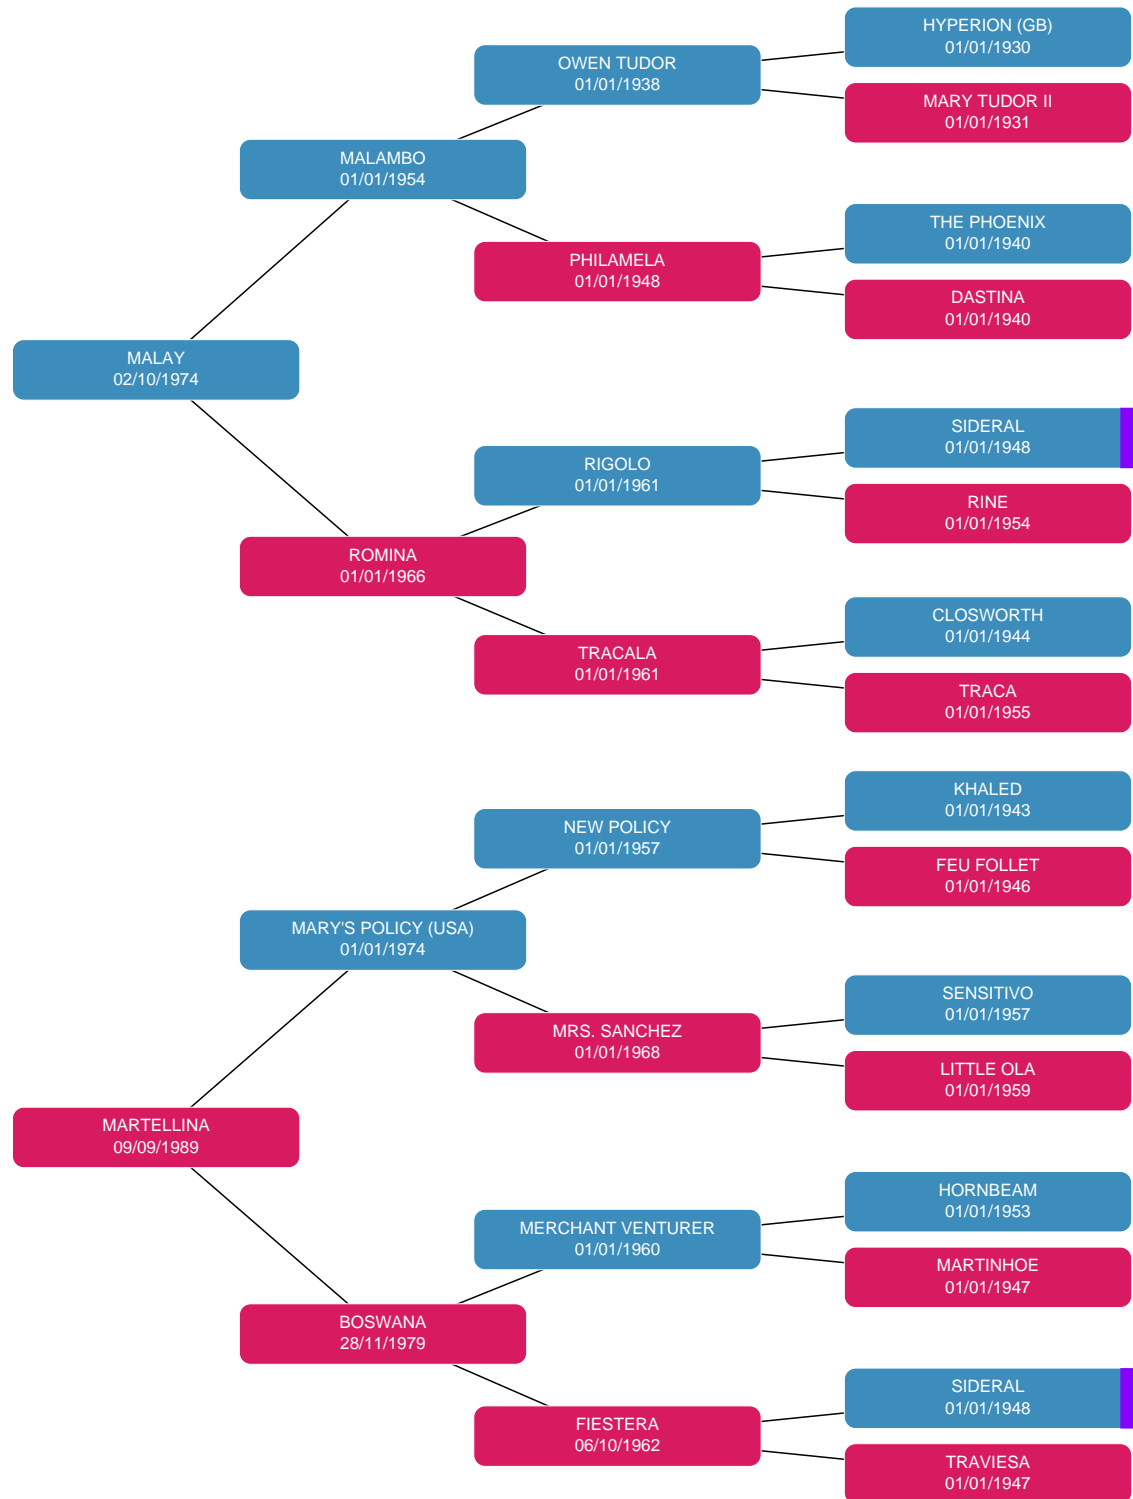 HYPERION (GB)
01/01/1930
OWEN TUDOR
01/01/1938
MARY TUDOR II
01/01/1931
MALAMBO
01/01/1954
THE PHOENIX
01/01/1940
PHILAMELA
01/01/1948
DASTINA
01/01/1940
MALAY
02/10/1974
SIDERAL
01/01/1948
RIGOLO
01/01/1961
RINE
01/01/1954
ROMINA
01/01/1966
CLOSWORTH
01/01/1944
TRACALA
01/01/1961
TRACA
01/01/1955
KHALED
01/01/1943
NEW POLICY
01/01/1957
FEU FOLLET
01/01/1946
MARY'S POLICY (USA)
01/01/1974
SENSITIVO
01/01/1957
MRS. SANCHEZ
01/01/1968
LITTLE OLA
01/01/1959
MARTELLINA
09/09/1989
HORNBEAM
01/01/1953
MERCHANT VENTURER
01/01/1960
MARTINHOE
01/01/1947
BOSWANA
28/11/1979
SIDERAL
01/01/1948
FIESTERA
06/10/1962
TRAVIESA
01/01/1947